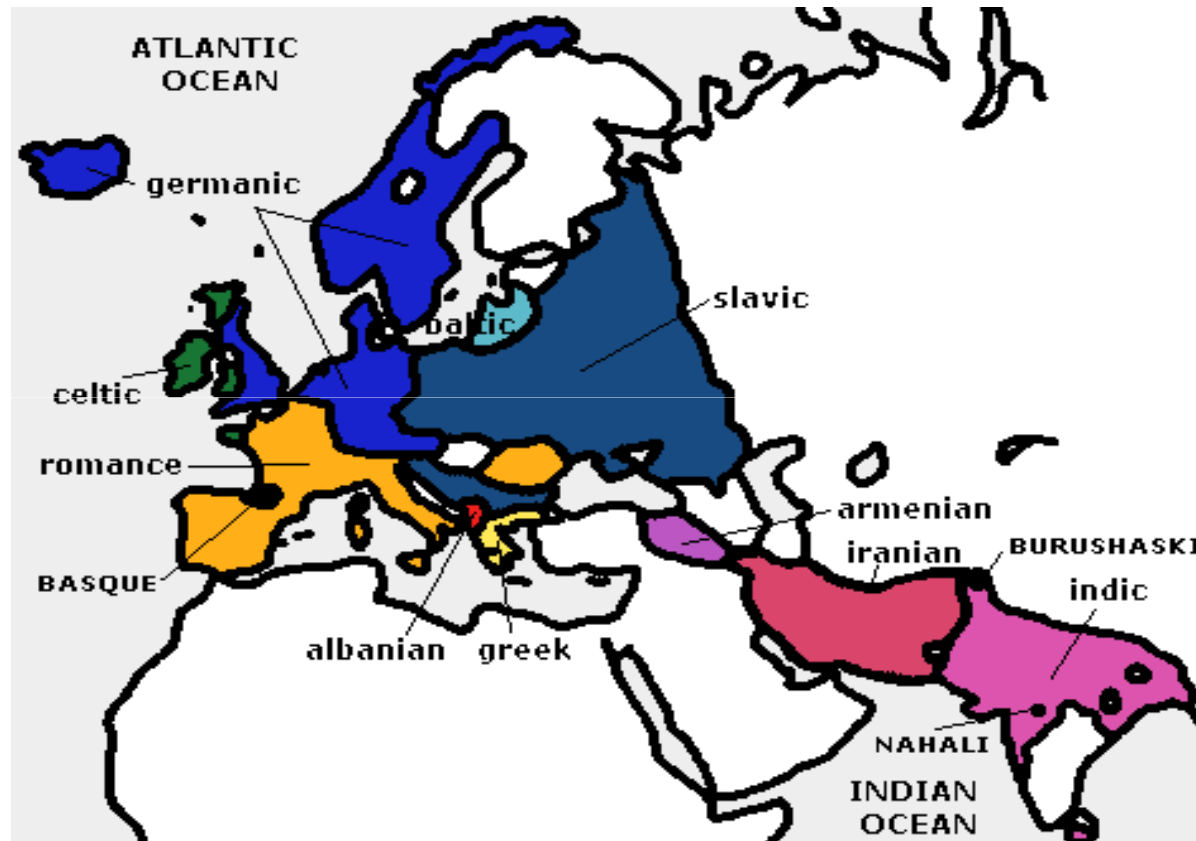 ATLANTIC
OCEAN
germanic
slavic
baltic
celtic
romance
armenian
iranian
BURUSHASKI
BASQUE
indic
albanian
greek
NAHALI
INDIAN
OCEAN